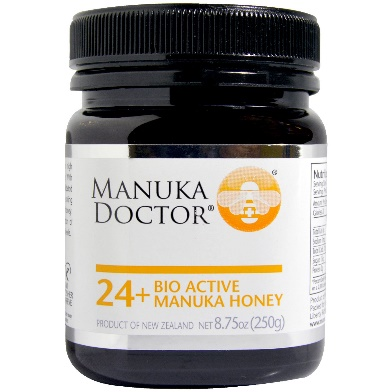 MANUKA
DOCTOR®
®
24+ BIO ACTIVE
MANUKA HONEY
PRODUCT OF NEW ZEALAND NET 8.75oz (250g)